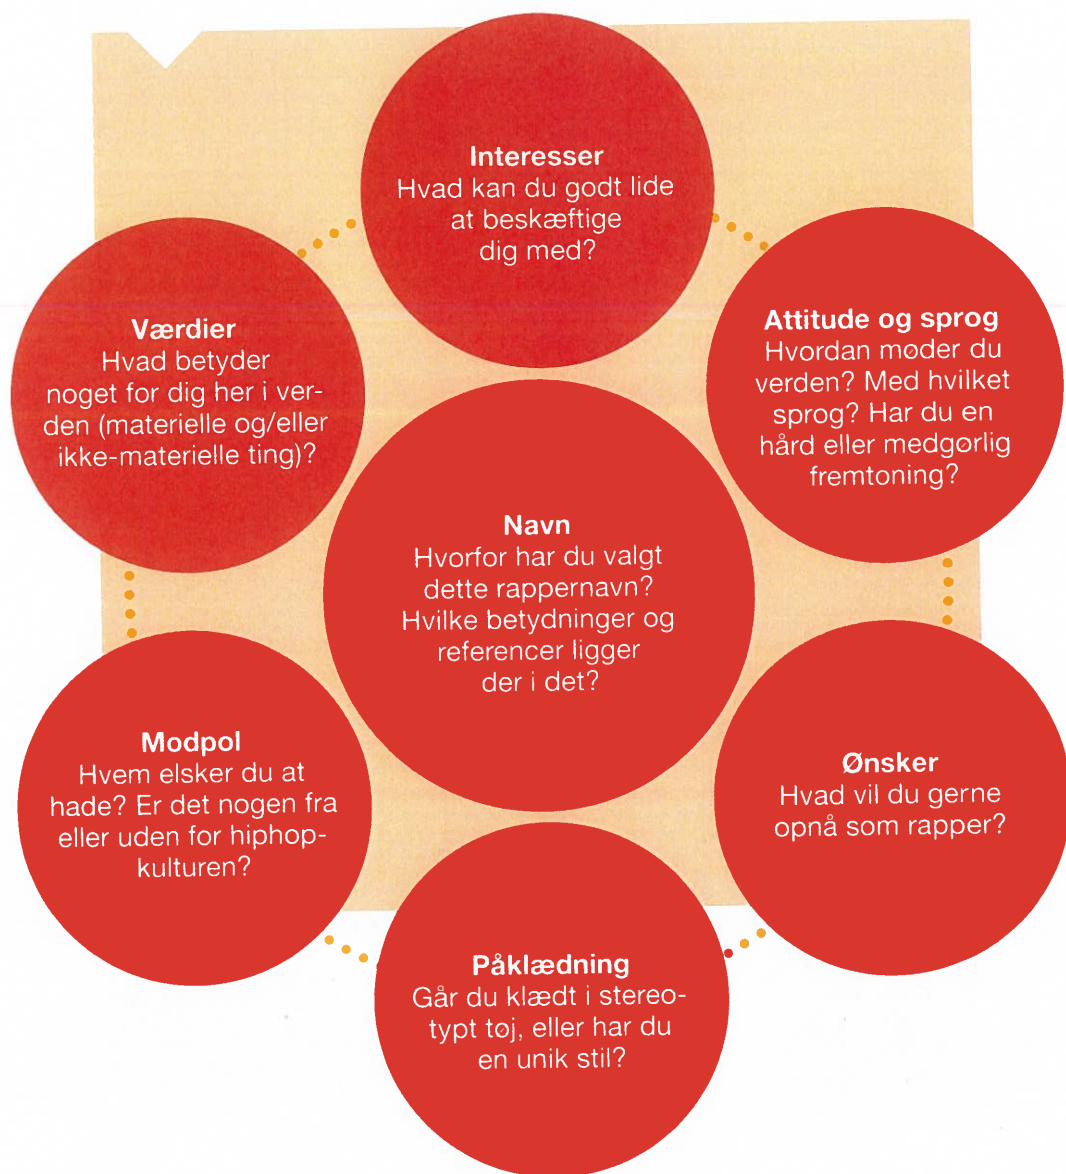 Interesser
Hvad kan du godt lide
at beskæftige
dig med?
Værdier
Hvad betyder
noget for dig her i ver-
den (materielle og/eller
ikke-materielle ting)?
Attitude og sprog
Hvordan møder du
verden? Med hvilket
sprog? Har du en
hård eller medgørlig
fremtoning?
Navn
Hvorfor har du valgt
dette rappernavn?
Hvilke betydninger og
referencer ligger
der i det?
Modpol
Hvem elsker du at
hade? Er det nogen fra
eller uden for hiphop-
kulturen?
Ønsker
Hvad vil du gerne
opnå som rapper?
Påklædning
Går du klædt i stereo-
typt tøj, eller har du
en unik stil?